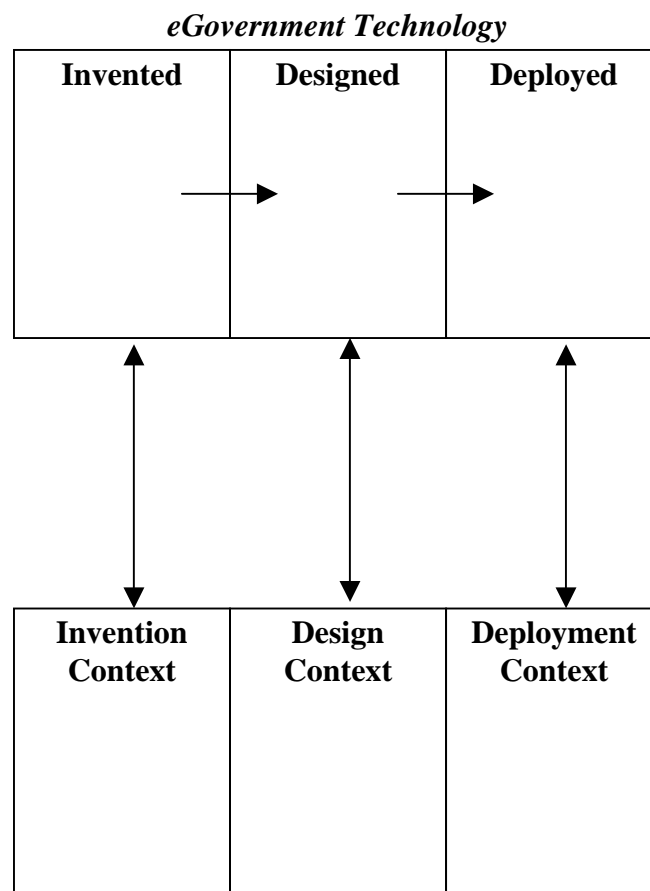 eGovernment Technology
Invented
Designed
Deployed
Invention
Context
Design
Context
Deployment
Context